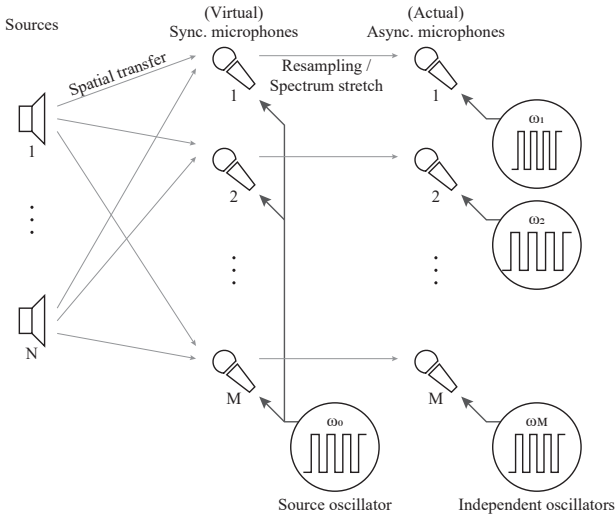 Sources
(Virtual)
Sync. microphones
(Actual)
Async. microphones
Spatial transfer
Resampling /
Spectrum stretch
1
1
1
ω₁
2
2
ω₂
N
M
M
ω₀
ωM
Source oscillator
Independent oscillators